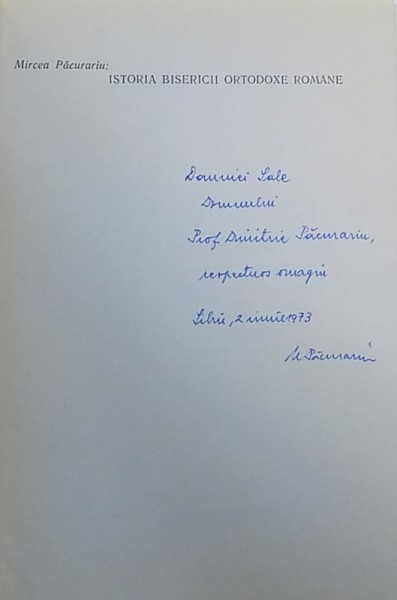 Mircea Păcurariu:
ISTORIA BISERICII ORTODOXE ROMANE
Domniei Sale
Domnului
Prof. Dimitrie Păcurariu,
respectuos omagiu
Sibiu, 2 iunie 1973
M Păcurariu